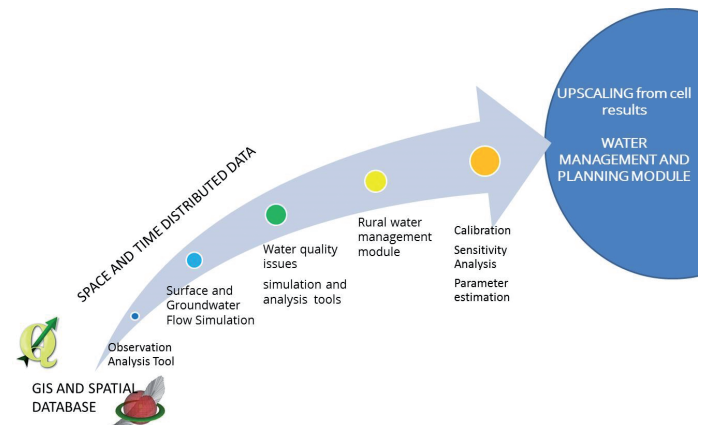 UPSCALING from cell
results
WATER
MANAGEMENT AND
PLANNING MODULE
SPACE AND TIME DISTRIBUTED DATA
Calibration
Sensitivity
Analysis
Parameter
estimation
Rural water
management
module
Water quality
issues
simulation and
analysis tools
Surface and
Groundwater
Flow Simulation
Observation
Analysis Tool
GIS AND SPATIAL
DATABASE